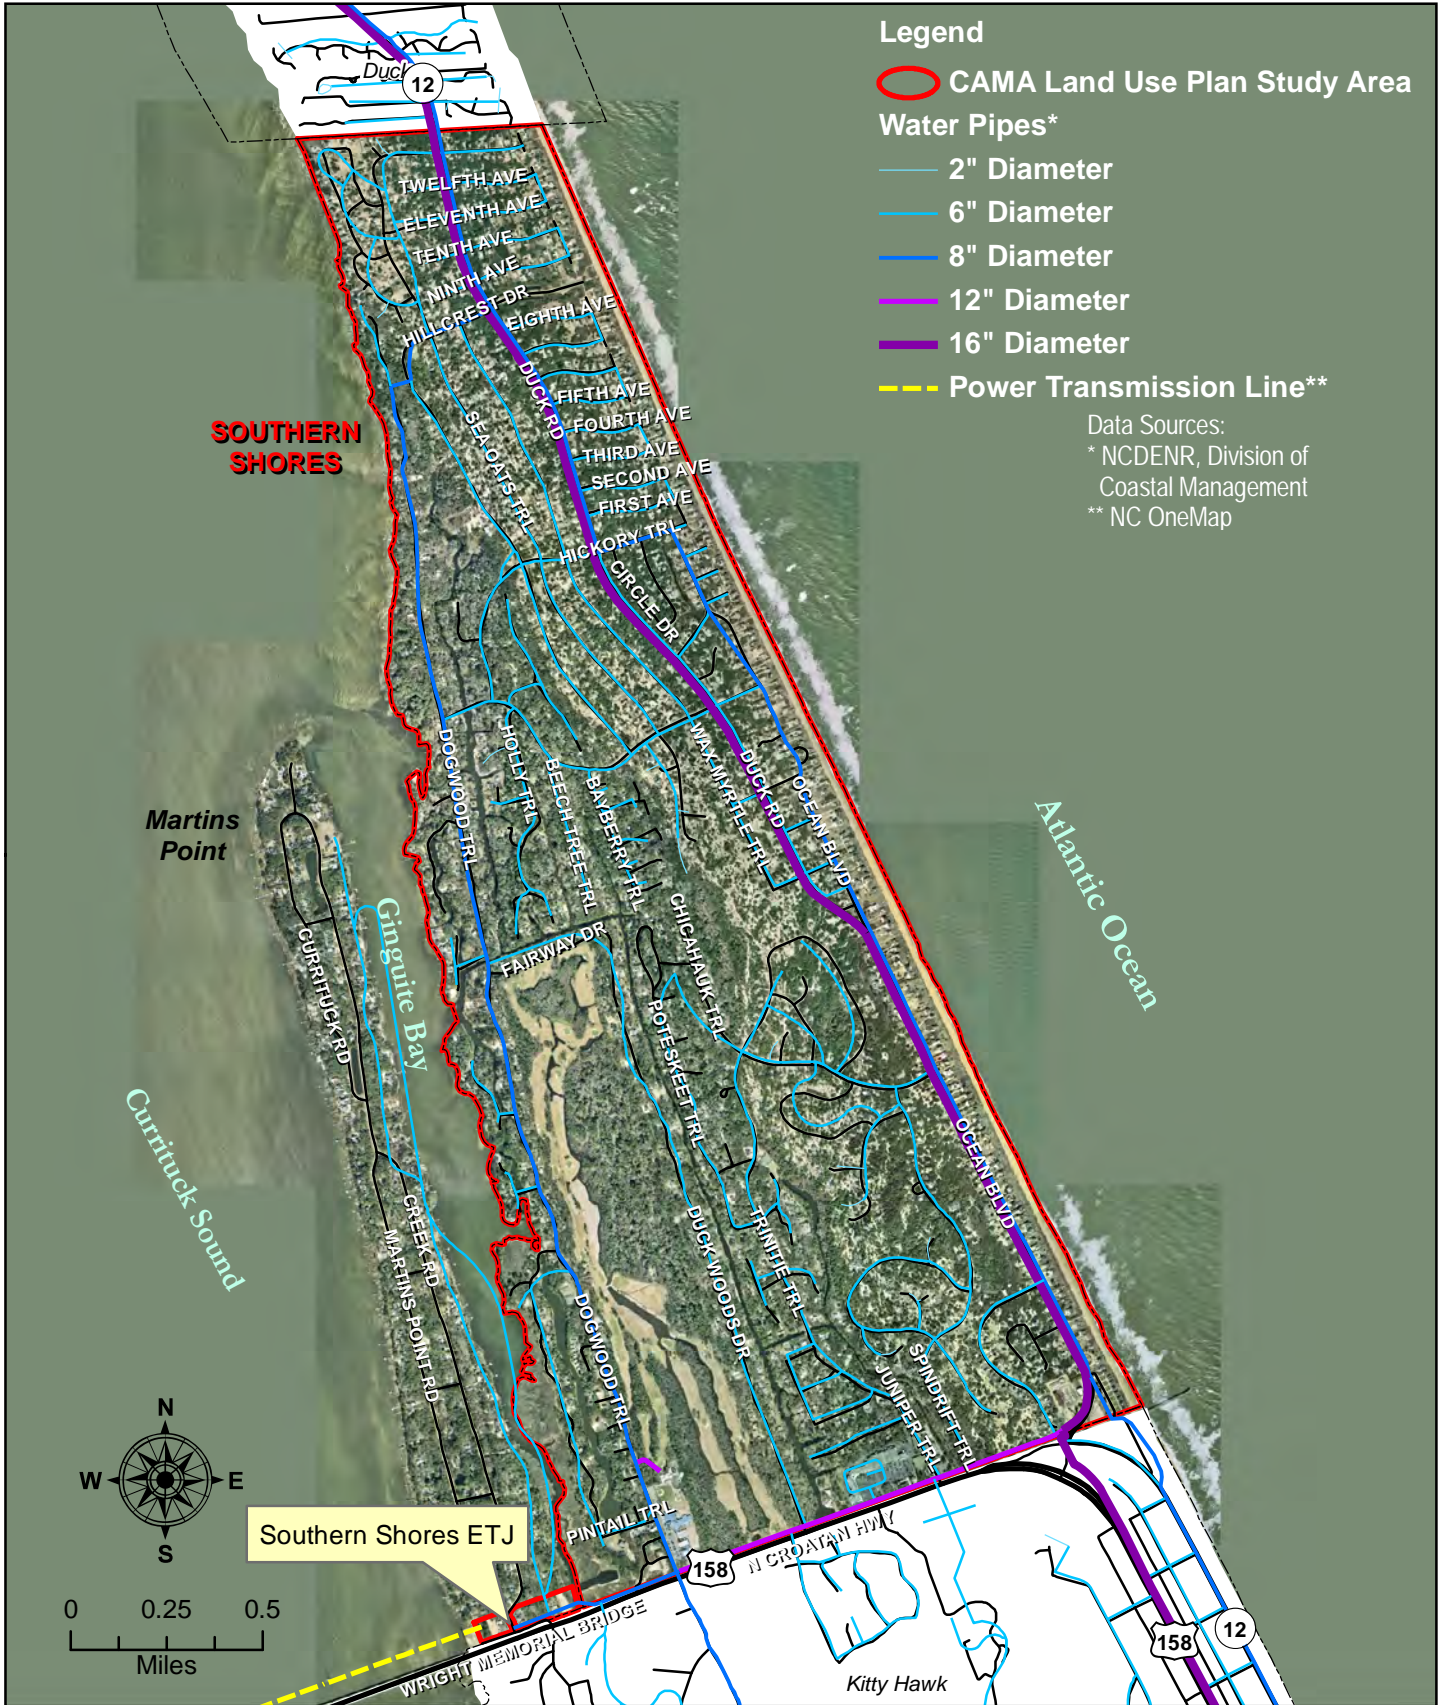 Legend
CAMA Land Use Plan Study Area
Water Pipes*
2" Diameter
6" Diameter
8" Diameter
12" Diameter
16" Diameter
Power Transmission Line**
Data Sources:
* NCDENR, Division of
Coastal Management
** NC OneMap
Duck
12
TWELFTH AVE
ELEVENTH AVE
TENTH AVE
NINTH AVE
HILLCREST DR
EIGHTH AVE
DUCK RD
FIFTH AVE
FOURTH AVE
THIRD AVE
SECOND AVE
FIRST AVE
SEA OATS TRL
HICKORY TRL
CIRCLE DR
SOUTHERN
SHORES
DOGWOOD TRL
HOLLY TRL
BEECH TREE TRL
BAYBERRY TRL
WAX MYRTLE TRL
DUCK RD
OCEAN BLVD
Martins
Point
Atlantic Ocean
Ginguite Bay
CURRITUCK RD
FAIRWAY DR
CHICAHAUK TRL
POTESKEET TRL
Currituck Sound
OCEAN BLVD
CREEK RD
MARTINS POINT RD
DUCK WOODS DR
TRINITIE TRL
DOGWOOD TRL
JUNIPER TRL
SPINDRIFT TRL
N
W
E
S
Southern Shores ETJ
PINTAIL TRL
158
N CROATAN HWY
0 0.25 0.5
Miles
WRIGHT MEMORIAL BRIDGE
Kitty Hawk
158
12